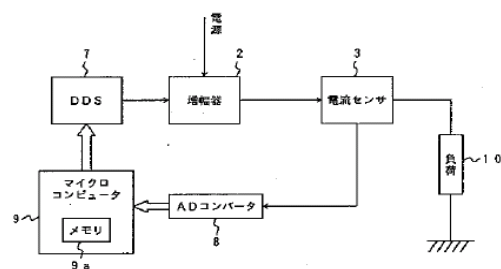 電源
7
2
3
DDS
増幅器
電流センサ
負荷
10
マイクロ
コンピュータ
メモリ
9
9a
ADコンバータ
8